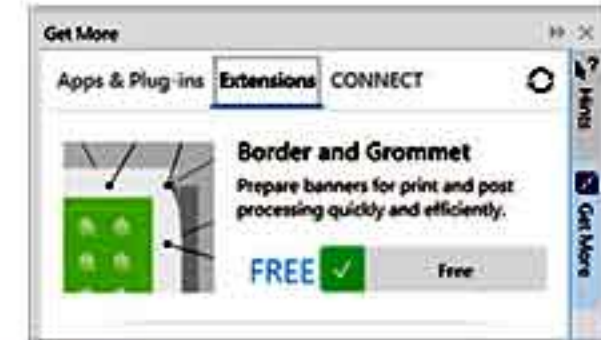 Get More
Apps & Plug-ins Extensions CONNECT
Border and Grommet
Prepare banners for print and post
processing quickly and efficiently.
FREE Free
Hints
Get More